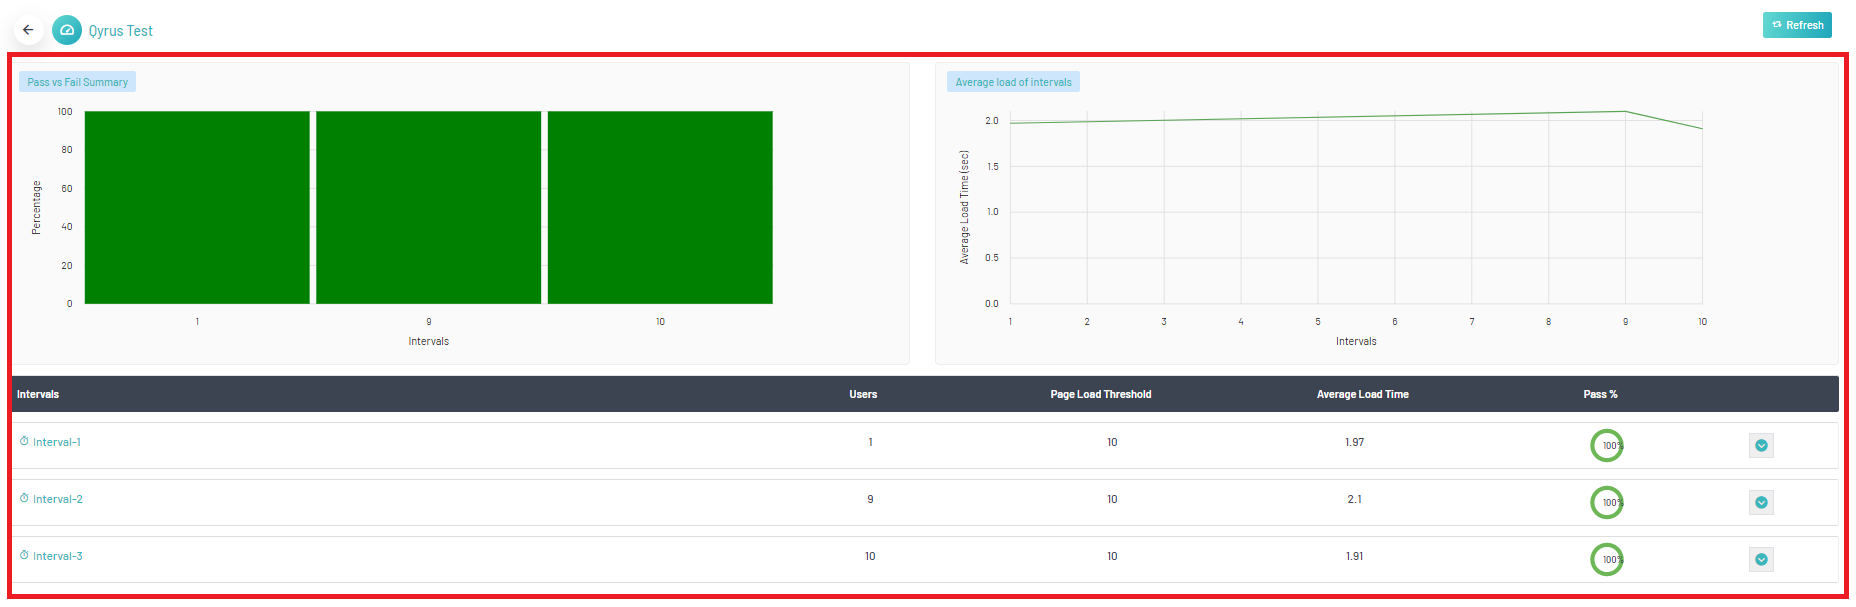 Qyrus Test
Refresh
Pass vs Fail Summary
100
80
60
40
20
0
Percentage
1 9 10
Intervals
Average load of intervals
2.0
1.5
1.0
0.5
0.0
Average Load Time (sec)
1 2 3 4 5 6 7 8 9 10
Intervals
Intervals Users Page Load Threshold Average Load Time Pass %
Interval-1 1 10 1.97 100%
Interval-2 9 10 2.1 100%
Interval-3 10 10 1.91 100%